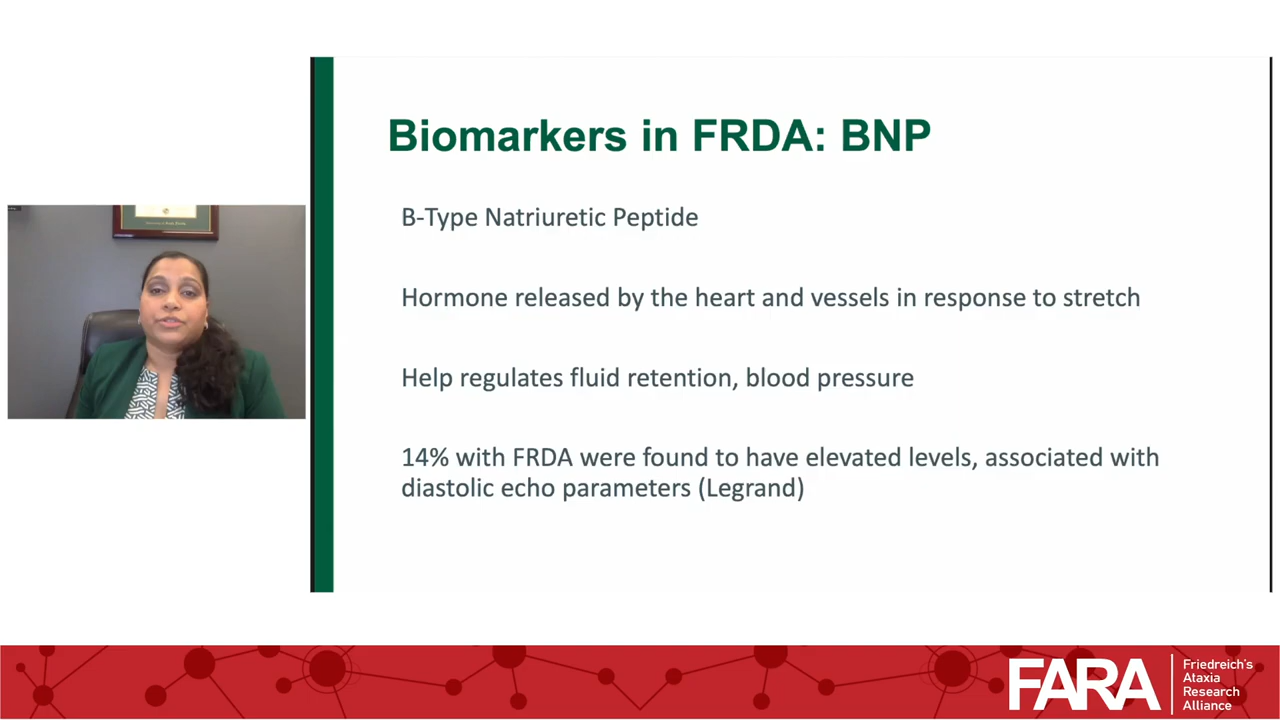 Biomarkers in FRDA: BNP
B-Type Natriuretic Peptide
Hormone released by the heart and vessels in response to stretch
Help regulates fluid retention, blood pressure
14% with FRDA were found to have elevated levels, associated with
diastolic echo parameters (Legrand)
FARA
Friedreich's
Ataxia
Research
Alliance